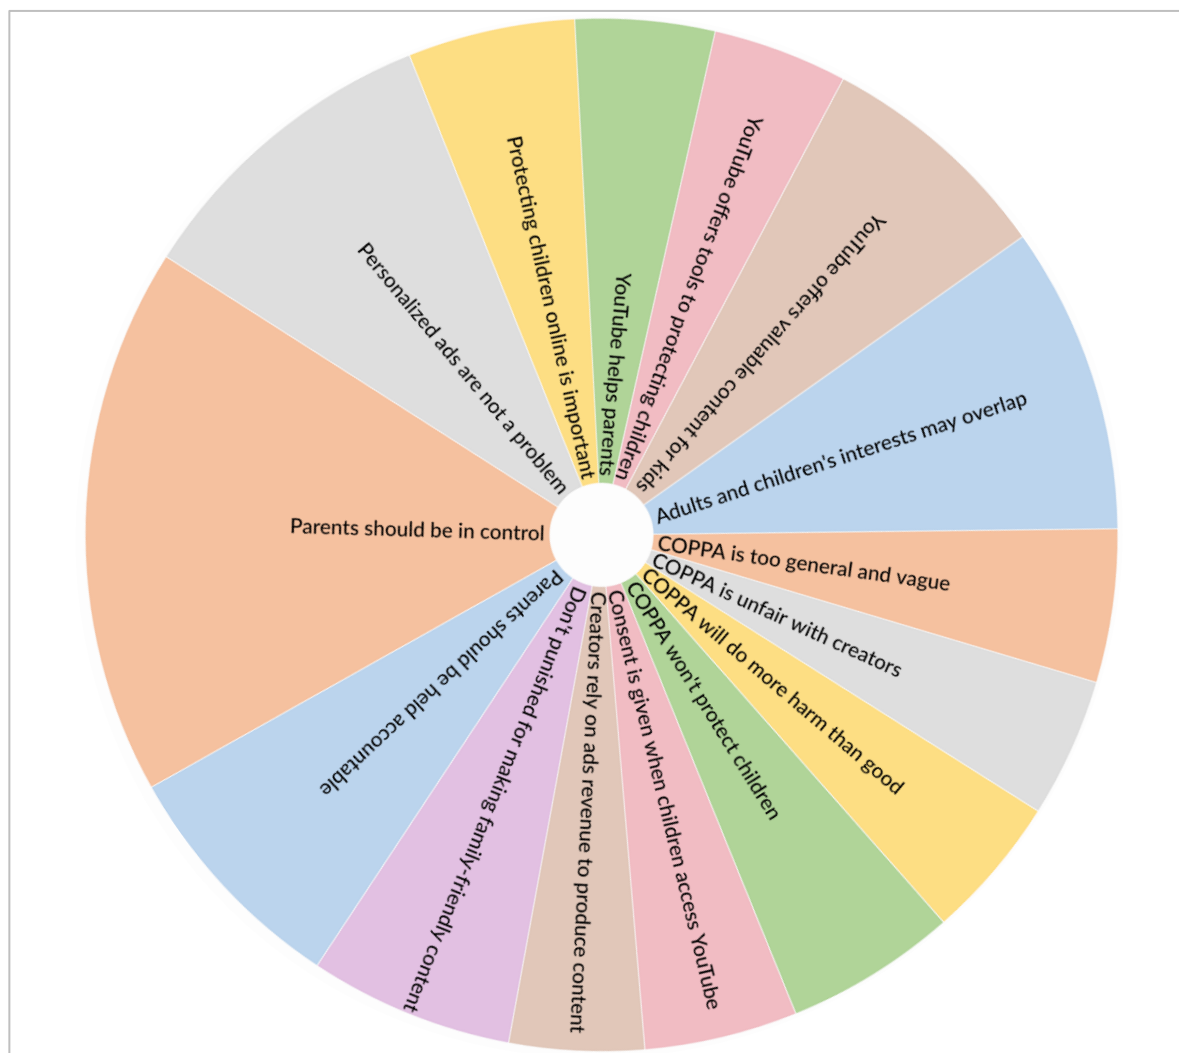 Protecting children online is important
YouTube helps parents
YouTube offers tools to protecting children
YouTube offers valuable content for kids
Adults and children's interests may overlap
COPPA is too general and vague
COPPA is unfair with creators
COPPA will do more harm than good
COPPA won't protect children
Consent is given when children access YouTube
Creators rely on ads revenue to produce content
Don't punished for making family-friendly content
Parents should be held accountable
Parents should be in control
Personalized ads are not a problem